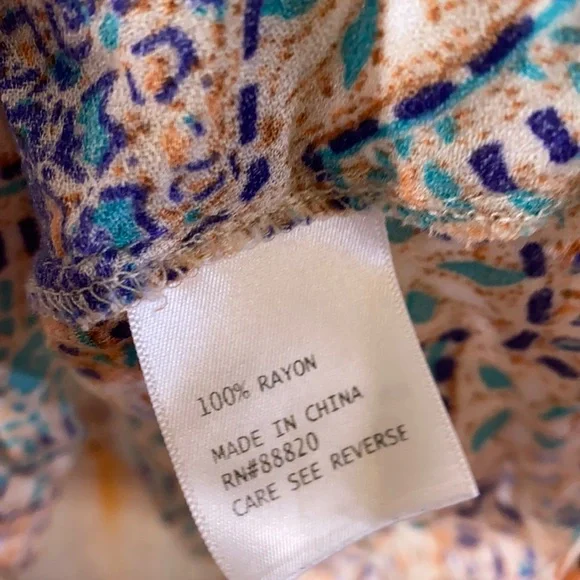 100% RAYON
MADE IN CHINA
RN#88820
CARE SEE REVERSE